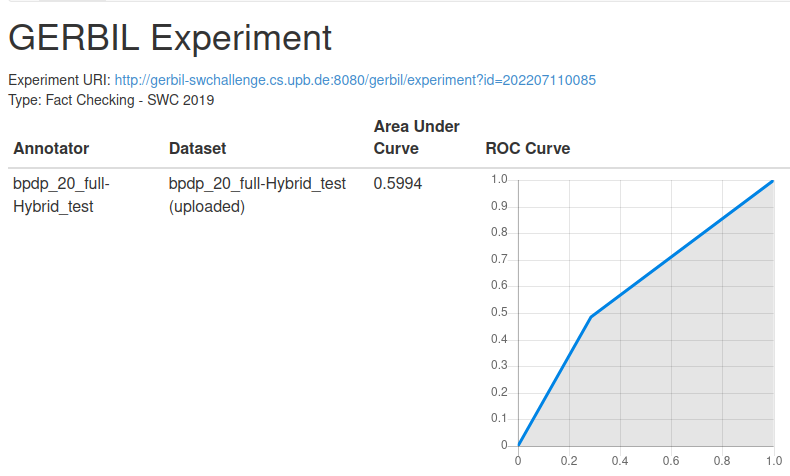 GERBIL Experiment
Experiment URI: http://gerbil-swchallenge.cs.upb.de:8080/gerbil/experiment?id=202207110085
Type: Fact Checking - SWC 2019
Annotator Dataset Area Under Curve ROC Curve
bpdp_20_full-
Hybrid_test
bpdp_20_full-Hybrid_test
(uploaded)
0.5994
1.0
0.9
0.8
0.7
0.6
0.5
0.4
0.3
0.2
0.1
0
0 0.2 0.4 0.6 0.8 1.0